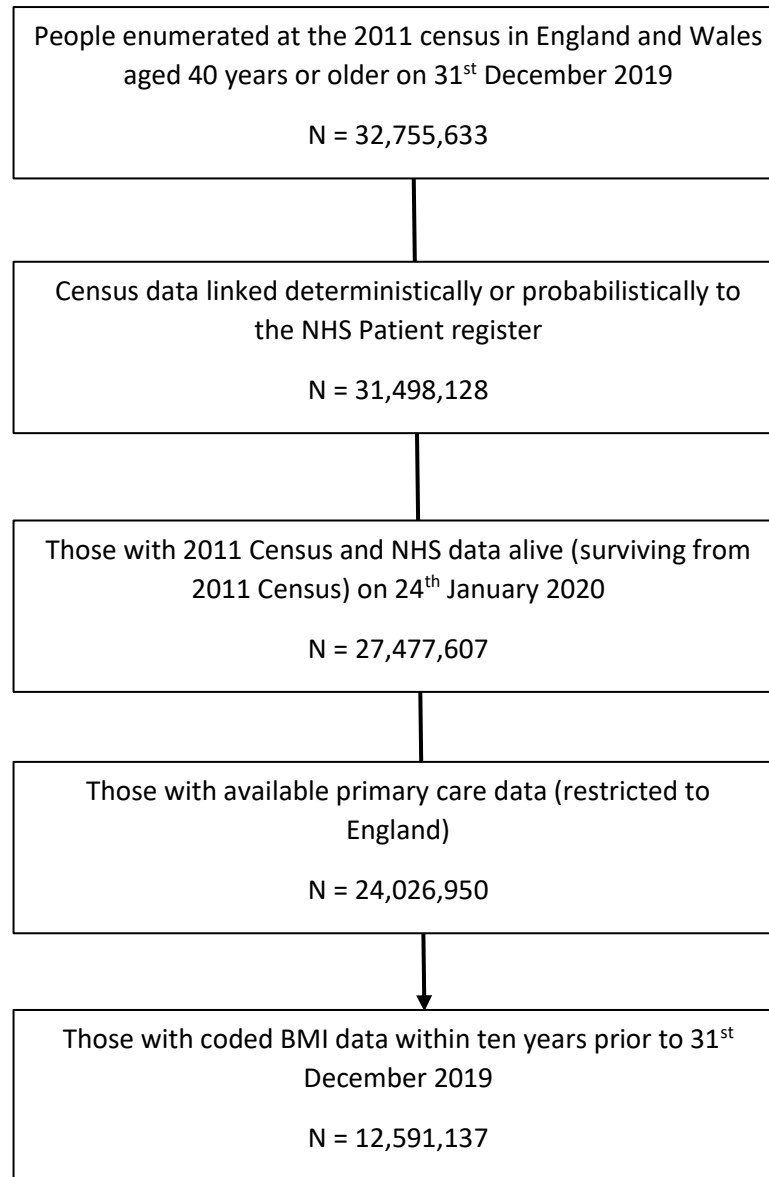 People enumerated at the 2011 census in England and Wales
aged 40 years or older on 31st December 2019
N = 32,755,633
Census data linked deterministically or probabilistically to
the NHS Patient register
N = 31,498,128
Those with 2011 Census and NHS data alive (surviving from
2011 Census) on 24th January 2020
N = 27,477,607
Those with available primary care data (restricted to
England)
N = 24,026,950
Those with coded BMI data within ten years prior to 31st
December 2019
N = 12,591,137